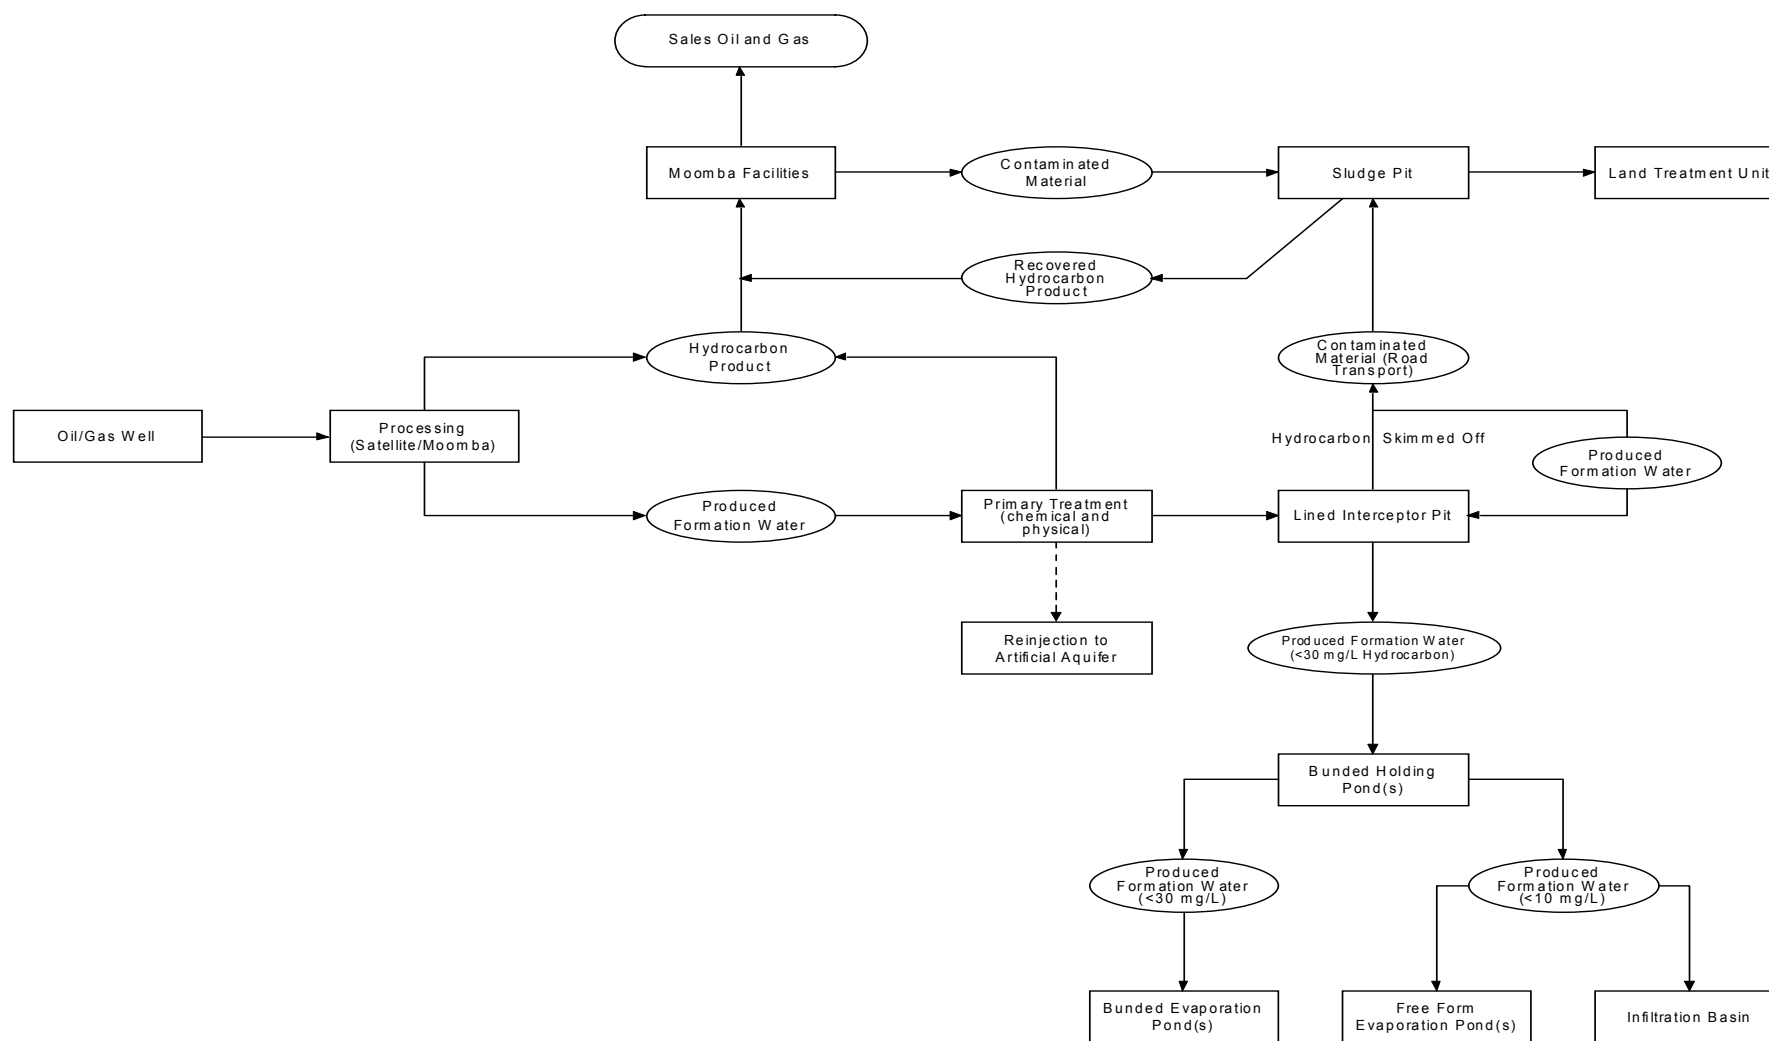 Sales Oil and Gas
Moomba Facilities
Contaminated
Material
Sludge Pit
Land Treatment Unit
Recovered
Hydrocarbon
Product
Hydrocarbon
Product
Contaminated
Material (Road
Transport)
Oil/Gas Well
Processing
(Satellite/Moomba)
Hydrocarbon Skimmed Off
Produced
Formation Water
Produced
Formation Water
Primary Treatment
(chemical and
physical)
Lined Interceptor Pit
Reinjection to
Artificial Aquifer
Produced Formation Water
(<30 mg/L Hydrocarbon)
Bunded Holding
Pond(s)
Produced
Formation Water
(<30 mg/L)
Produced
Formation Water
(<10 mg/L)
Bunded Evaporation
Pond(s)
Free Form
Evaporation Pond(s)
Infiltration Basin